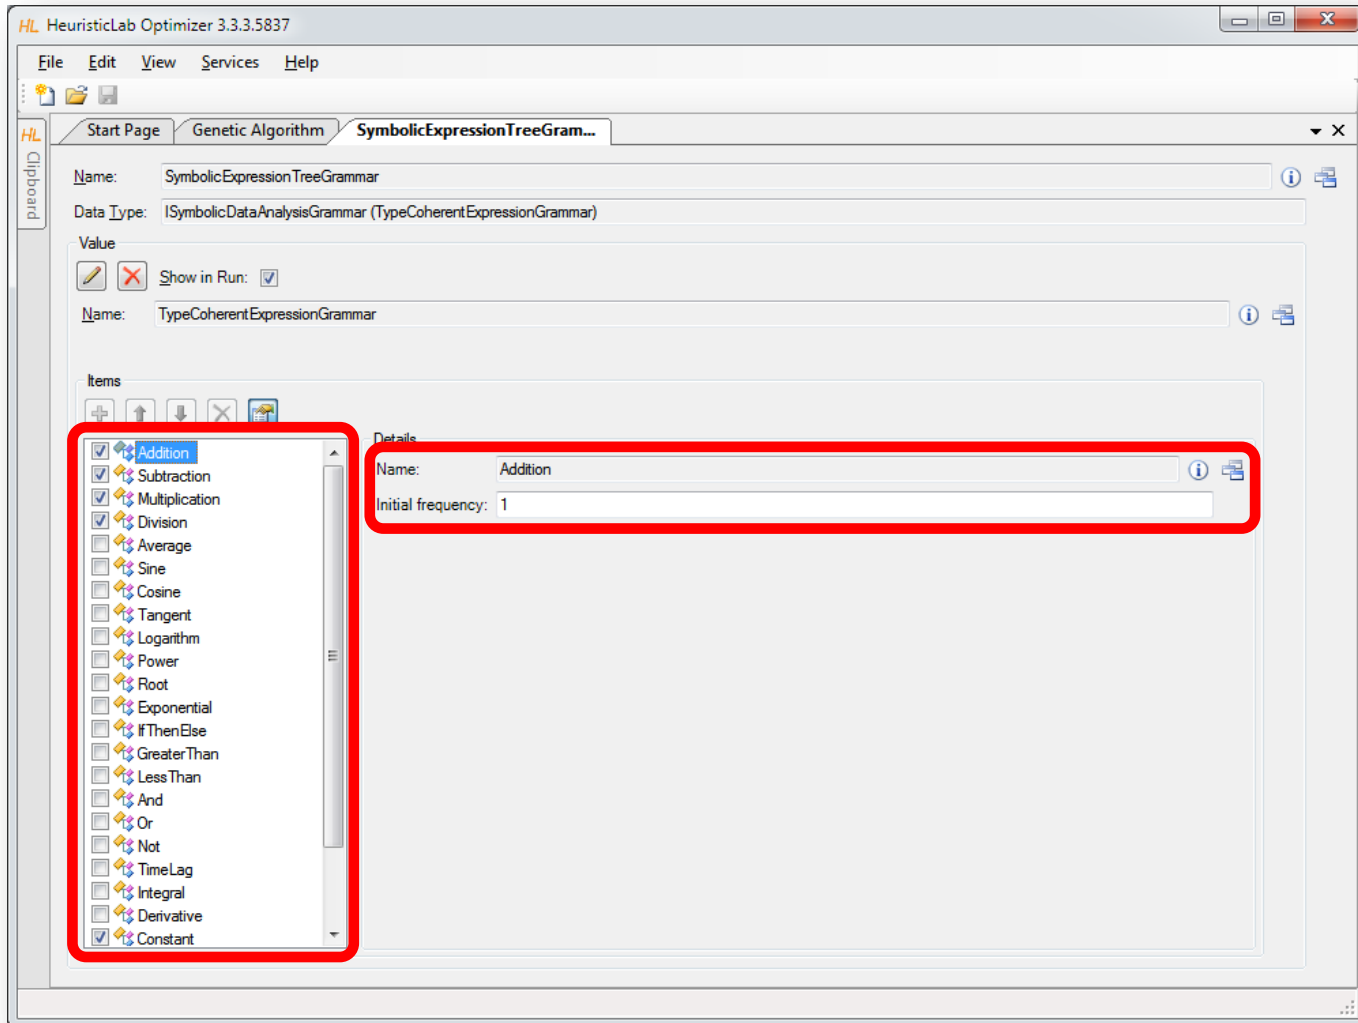 HL HeuristicLab Optimizer 3.3.3.5837
File Edit View Services Help
HL Clipboard
Start Page Genetic Algorithm SymbolicExpressionTreeGram...
Name: SymbolicExpressionTreeGrammar
Data Type: ISymbolicDataAnalysisGrammar (TypeCoherentExpressionGrammar)
Value
Show in Run:
Name: TypeCoherentExpressionGrammar
Items
Details
Name: Addition
Initial frequency: 1
Addition
Subtraction
Multiplication
Division
Average
Sine
Cosine
Tangent
Logarithm
Power
Root
Exponential
IfThenElse
GreaterThan
LessThan
And
Or
Not
TimeLag
Integral
Derivative
Constant